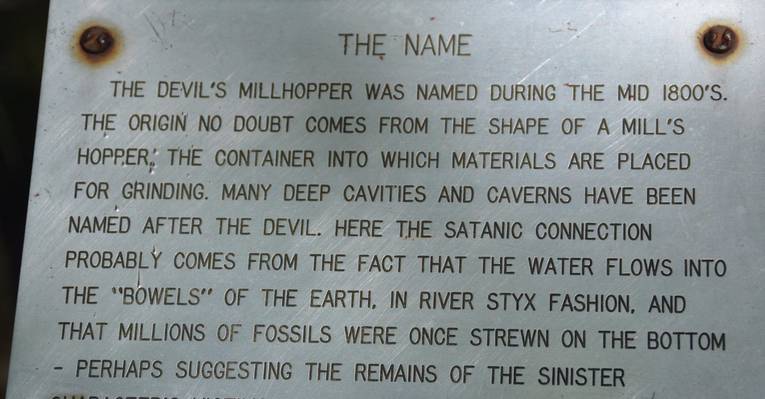 THE NAME
THE DEVIL'S MILLHOPPER WAS NAMED DURING THE MID 1800'S.
THE ORIGIN NO DOUBT COMES FROM THE SHAPE OF A MILL'S
HOPPER, THE CONTAINER INTO WHICH MATERIALS ARE PLACED
FOR GRINDING. MANY DEEP CAVITIES AND CAVERNS HAVE BEEN
NAMED AFTER THE DEVIL. HERE THE SATANIC CONNECTION
PROBABLY COMES FROM THE FACT THAT THE WATER FLOWS INTO
THE "BOWELS" OF THE EARTH, IN RIVER STYX FASHION, AND
THAT MILLIONS OF FOSSILS WERE ONCE STREWN ON THE BOTTOM
- PERHAPS SUGGESTING THE REMAINS OF THE SINISTER